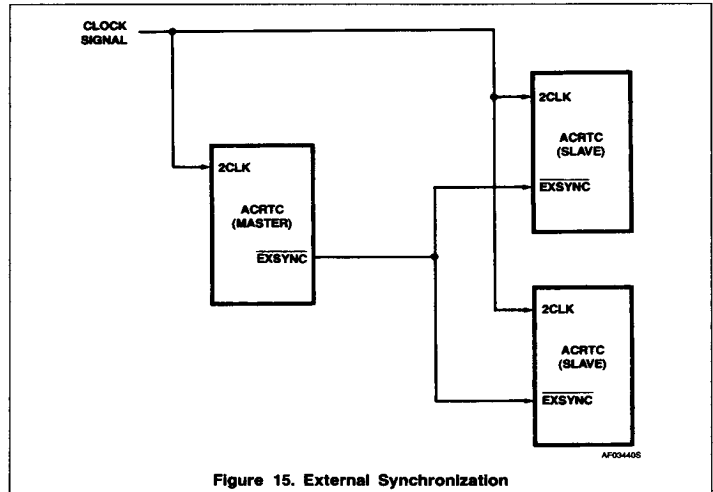 CLOCK
SIGNAL
2CLK
ACRTC
(MASTER)
EXSYNC
2CLK
ACRTC
(SLAVE)
EXSYNC
2CLK
ACRTC
(SLAVE)
EXSYNC
AF03440S
Figure 15. External Synchronization